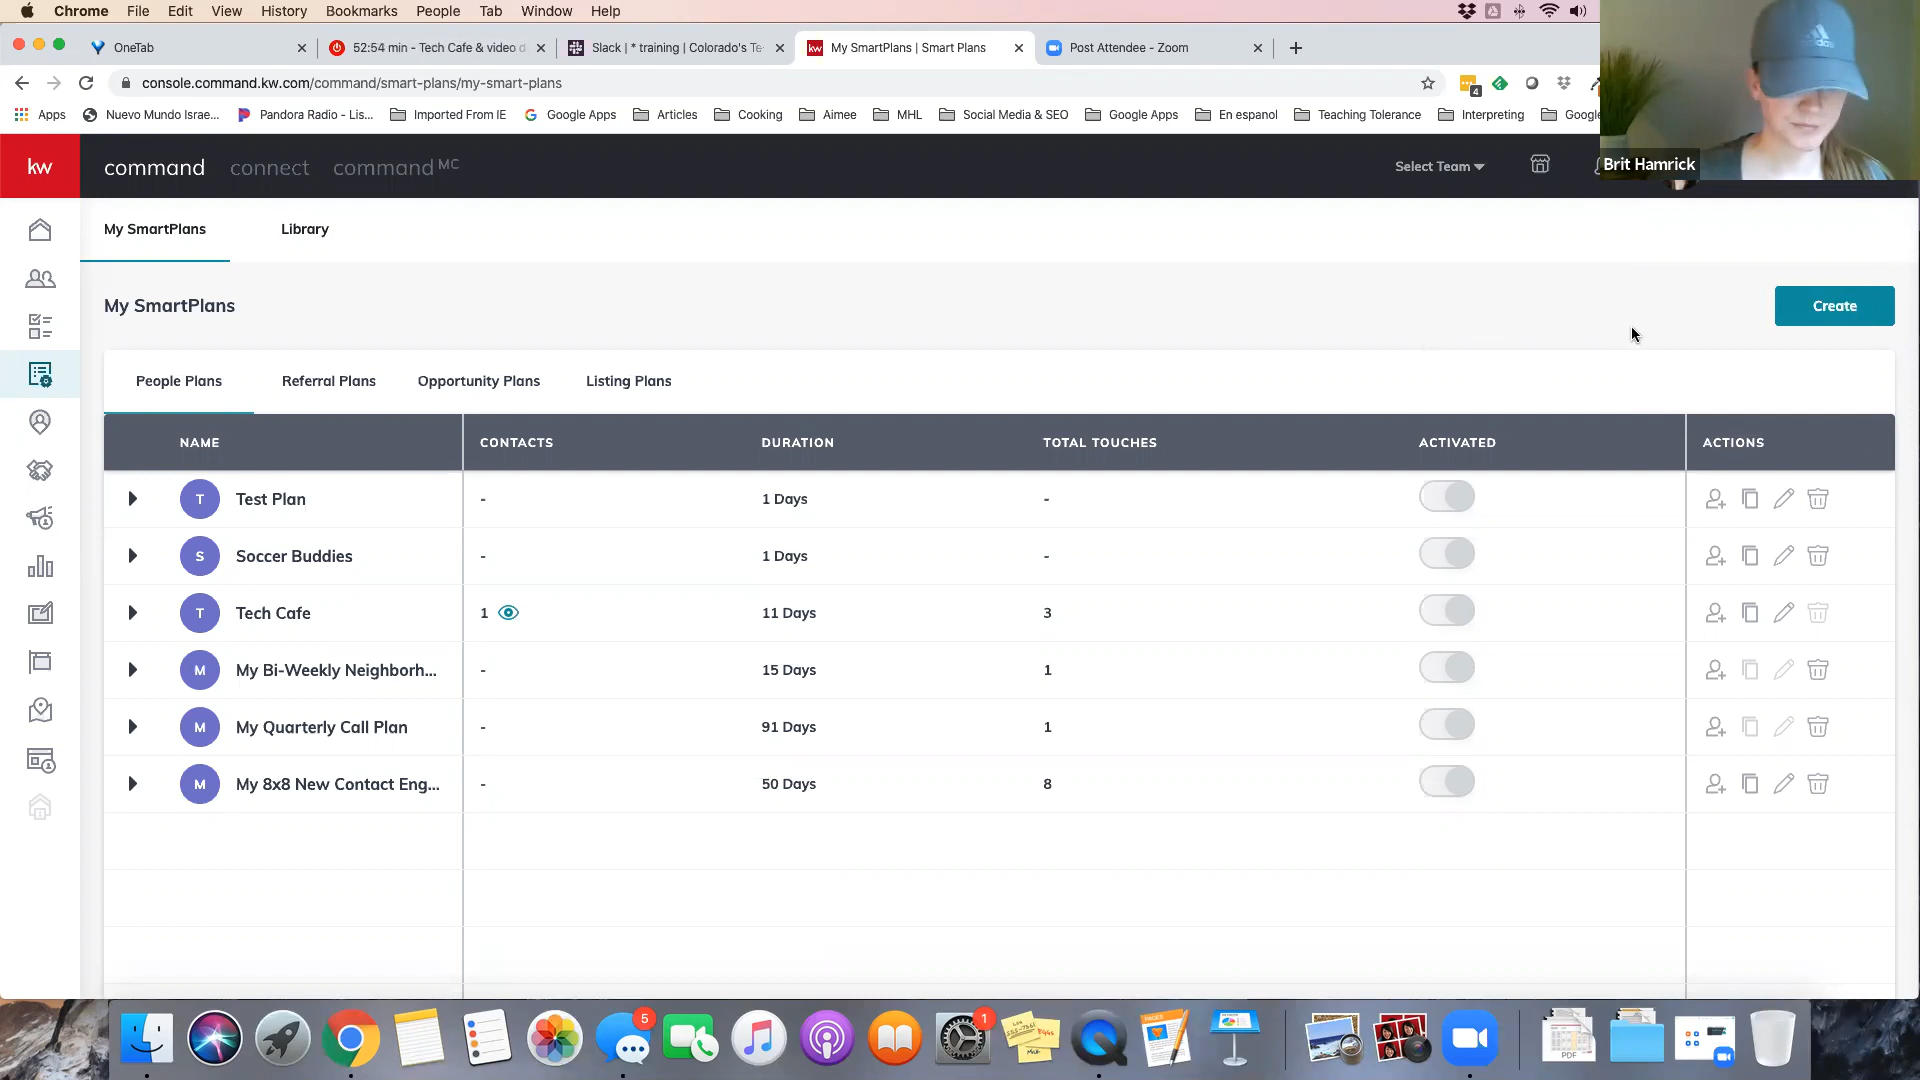 Chrome File Edit View History Bookmarks People Tab Window Help
OneTab
52:54 min - Tech Cafe & video d
Slack | * training | Colorado's Te
My SmartPlans | Smart Plans
Post Attendee - Zoom
console.command.kw.com/command/smart-plans/my-smart-plans
4
Apps Nuevo Mundo Israe... Pandora Radio - Lis... Imported From IE Google Apps Articles Cooking Aimee MHL Social Media & SEO Google Apps En espanol Teaching Tolerance Interpreting Google
adidas
Brit Hamrick
kw command connect command MC Select Team
My SmartPlans Library
My SmartPlans
Create
People Plans Referral Plans Opportunity Plans Listing Plans
NAME CONTACTS DURATION TOTAL TOUCHES ACTIVATED ACTIONS
T Test Plan - 1 Days -
S Soccer Buddies - 1 Days -
T Tech Cafe 1 11 Days 3
M My Bi-Weekly Neighborh... - 15 Days 1
M My Quarterly Call Plan - 91 Days 1
M My 8x8 New Contact Eng... - 50 Days 8
5
1
PAGES
PDF